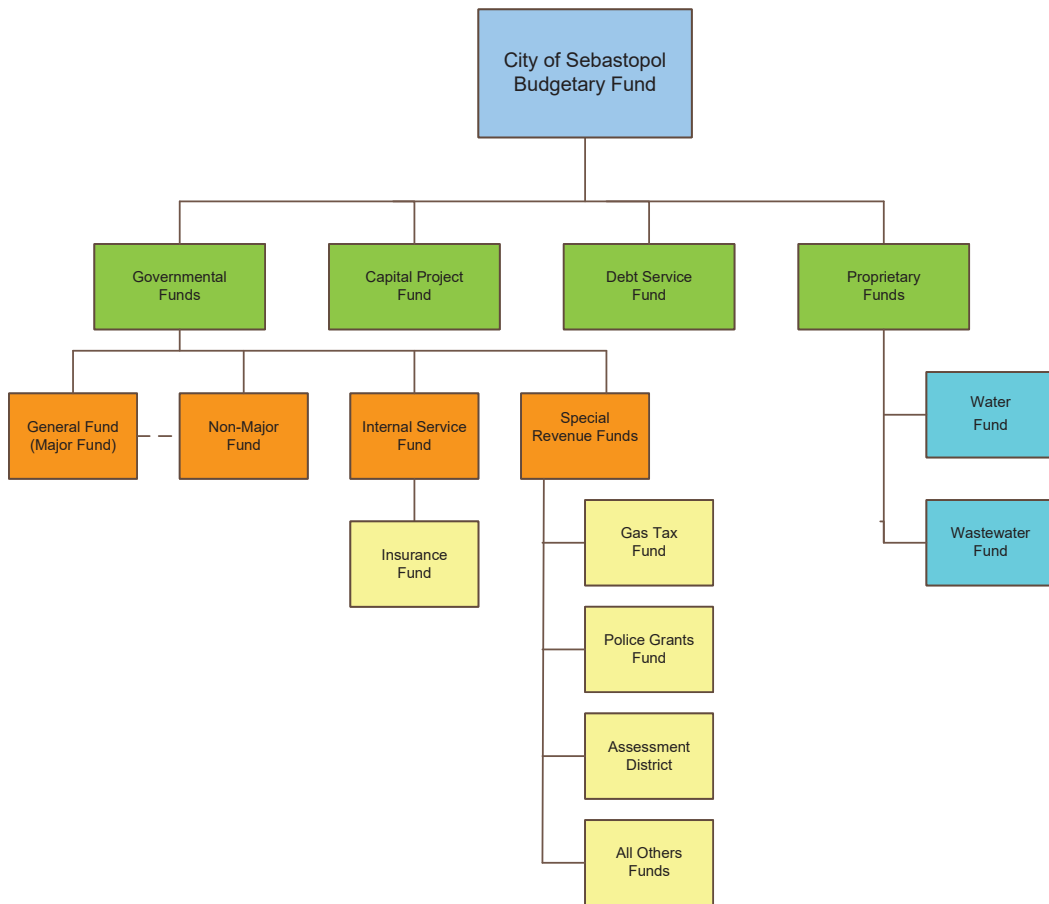 City of Sebastopol
Budgetary Fund
Governmental
Funds
Capital Project
Fund
Debt Service
Fund
Proprietary
Funds
General Fund
(Major Fund)
Non-Major
Fund
Internal Service
Fund
Special
Revenue Funds
Water
Fund
Insurance
Fund
Gas Tax
Fund
Wastewater
Fund
Police Grants
Fund
Assessment
District
All Others
Funds